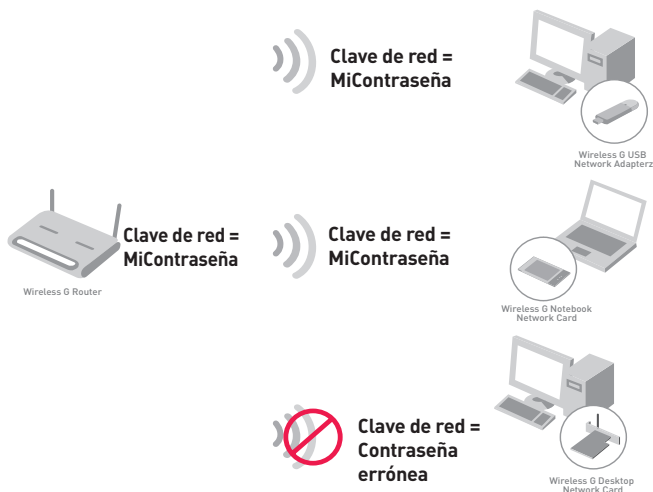 Clave de red =
MiContraseña
Wireless G USB
Network Adapterz
Clave de red =
MiContraseña
Wireless G Router
Clave de red =
MiContraseña
Wireless G Notebook
Network Card
Clave de red =
Contraseña
errónea
Wireless G Desktop
Network Card